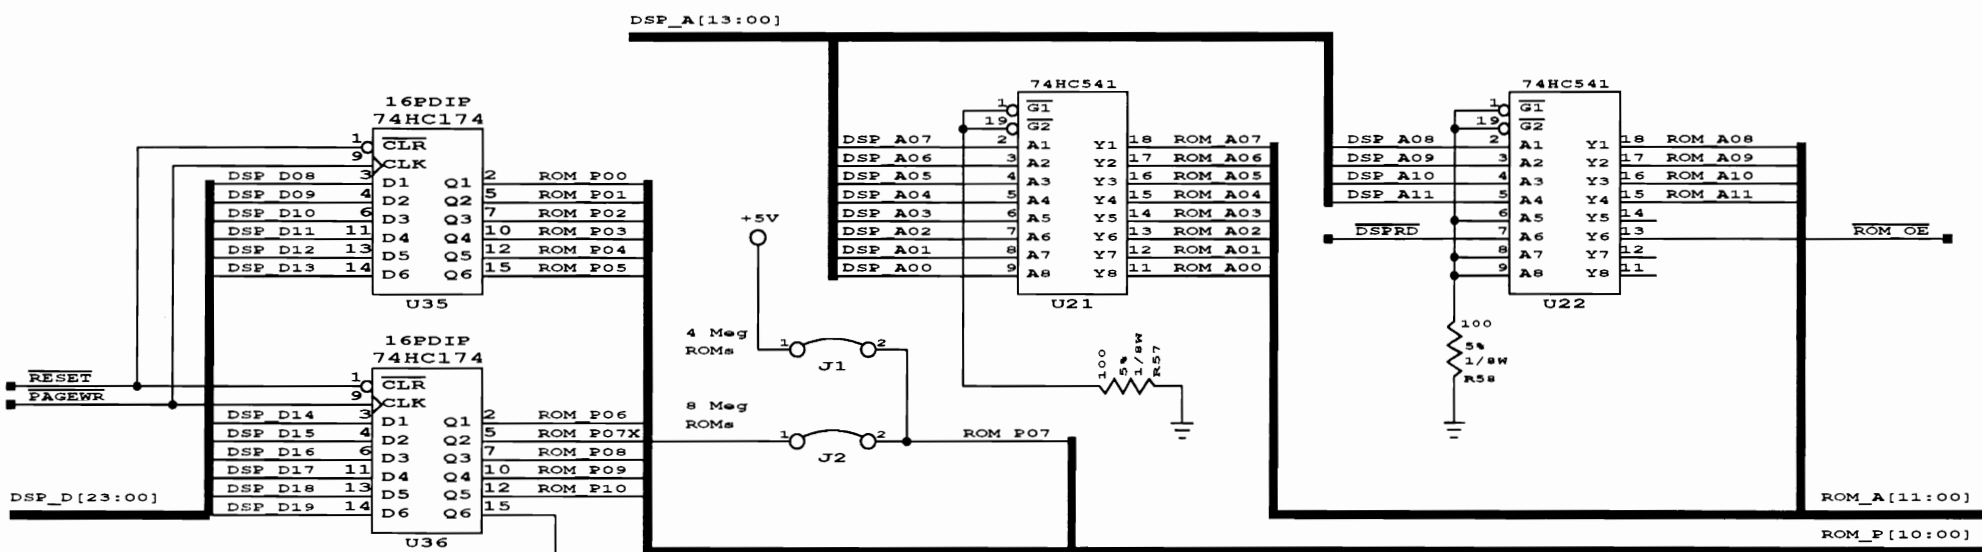 DSP_A[13:00]
16PDIP
74HC174
1 CLR
9 CLK
DSP_D08 3 D1 Q1 2 ROM_P00
DSP_D09 4 D2 Q2 5 ROM_P01
DSP_D10 6 D3 Q3 7 ROM_P02
DSP_D11 11 D4 Q4 10 ROM_P03
DSP_D12 13 D5 Q5 12 ROM_P04
DSP_D13 14 D6 Q6 15 ROM_P05
U35
16PDIP
74HC174
RESET 1 CLR
PAGEWR 9 CLK
DSP_D14 3 D1 Q1 2 ROM_P06
DSP_D15 4 D2 Q2 5 ROM_P07X
DSP_D16 6 D3 Q3 7 ROM_P08
DSP_D17 11 D4 Q4 10 ROM_P09
DSP_D18 13 D5 Q5 12 ROM_P10
DSP_D19 14 D6 Q6 15
U36
DSP_D[23:00]
+5V
4 Meg
ROMs
1 2
J1
8 Meg
ROMs
1 2
J2
ROM_P07
74HC541
1 G1
19 G2
DSP_A07 2 A1 Y1 18 ROM_A07
DSP_A06 3 A2 Y2 17 ROM_A06
DSP_A05 4 A3 Y3 16 ROM_A05
DSP_A04 5 A4 Y4 15 ROM_A04
DSP_A03 6 A5 Y5 14 ROM_A03
DSP_A02 7 A6 Y6 13 ROM_A02
DSP_A01 8 A7 Y7 12 ROM_A01
DSP_A00 9 A8 Y8 11 ROM_A00
U21
100
5%
1/8W
R57
74HC541
1 G1
19 G2
DSP_A08 2 A1 Y1 18 ROM_A08
DSP_A09 3 A2 Y2 17 ROM_A09
DSP_A10 4 A3 Y3 16 ROM_A10
DSP_A11 5 A4 Y4 15 ROM_A11
6 A5 Y5 14
DSPRD 7 A6 Y6 13 ROM_OE
8 A7 Y7 12
9 A8 Y8 11
U22
100
5%
1/8W
R58
ROM_A[11:00]
ROM_P[10:00]